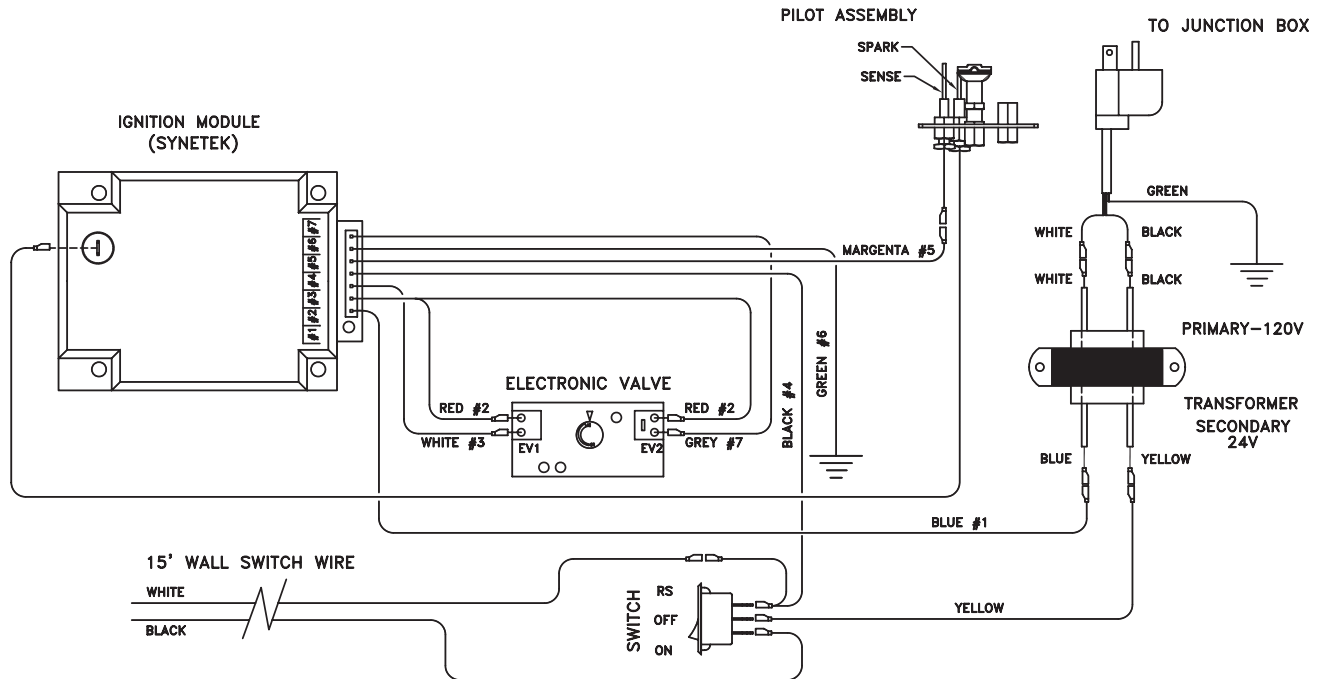 PILOT ASSEMBLY
TO JUNCTION BOX
SPARK
SENSE
IGNITION MODULE
(SYNETEK)
#1 #2 #3 #4 #5 #6 #7
GREEN
WHITE
BLACK
MARGENTA #5
WHITE
BLACK
PRIMARY-120V
GREEN #6
BLACK #4
ELECTRONIC VALVE
RED #2
RED #2
WHITE #3
EV1
EV2
GREY #7
TRANSFORMER
SECONDARY
24V
BLUE
YELLOW
BLUE #1
15' WALL SWITCH WIRE
WHITE
BLACK
SWITCH
RS
OFF
ON
YELLOW